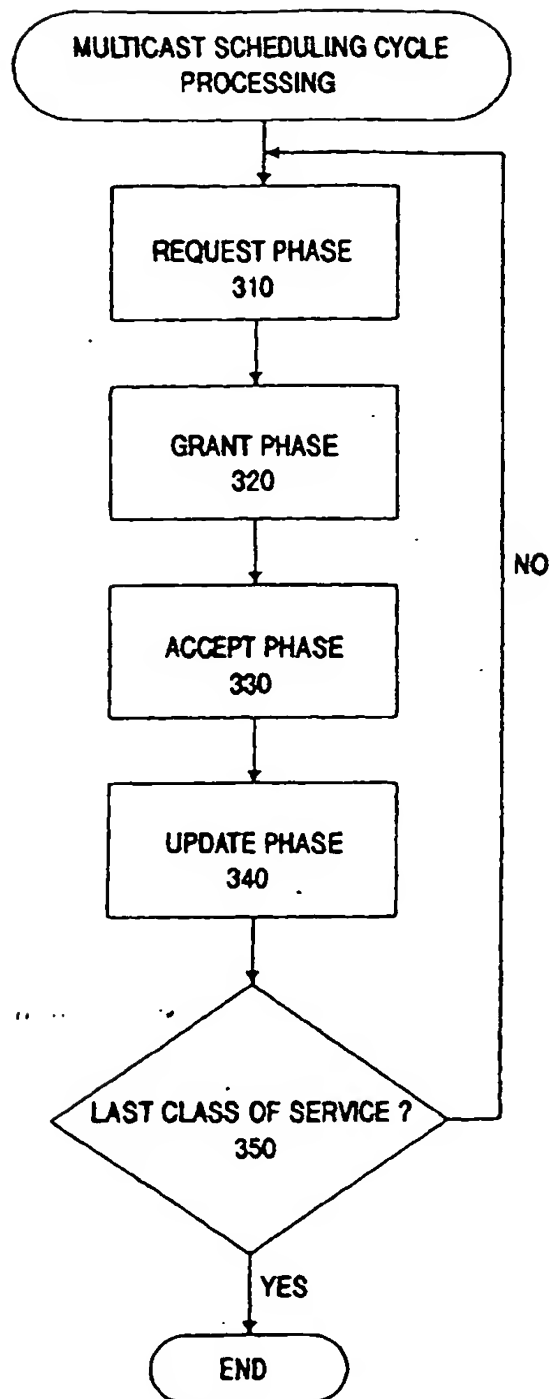 MULTICAST SCHEDULING CYCLE
PROCESSING
REQUEST PHASE
310
GRANT PHASE
320
NO
ACCEPT PHASE
330
UPDATE PHASE
340
LAST CLASS OF SERVICE ?
350
YES
END